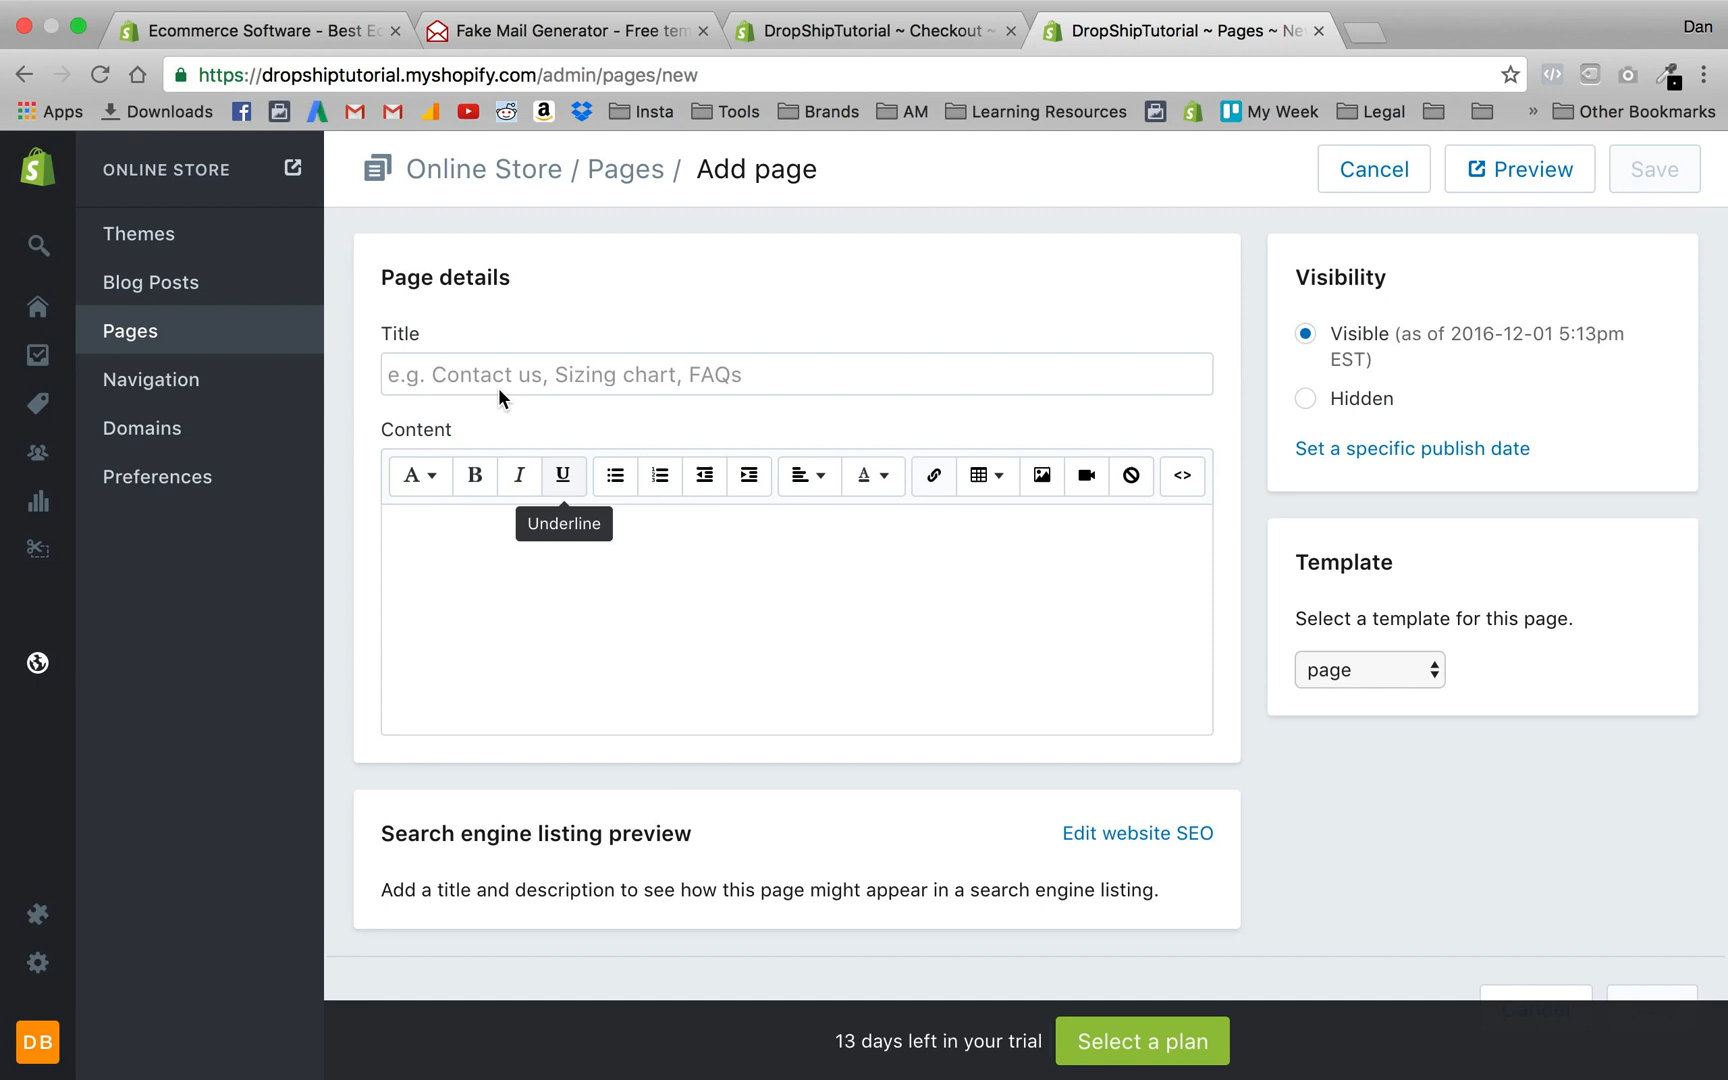 Ecommerce Software - Best Ec
Fake Mail Generator - Free tem
DropShipTutorial ~ Checkout ~
DropShipTutorial ~ Pages ~ Ne
Dan
https://dropshiptutorial.myshopify.com/admin/pages/new
Apps
Downloads
Insta
Tools
Brands
AM
Learning Resources
My Week
Legal
»
Other Bookmarks
ONLINE STORE
Themes
Blog Posts
Pages
Navigation
Domains
Preferences
DB
Online Store / Pages / Add page
Cancel
Preview
Save
Page details
Title
e.g. Contact us, Sizing chart, FAQs
Content
A
B
I
U
A
<>
Underline
Search engine listing preview
Edit website SEO
Add a title and description to see how this page might appear in a search engine listing.
Visibility
Visible (as of 2016-12-01 5:13pm
EST)
Hidden
Set a specific publish date
Template
Select a template for this page.
page
13 days left in your trial
Select a plan